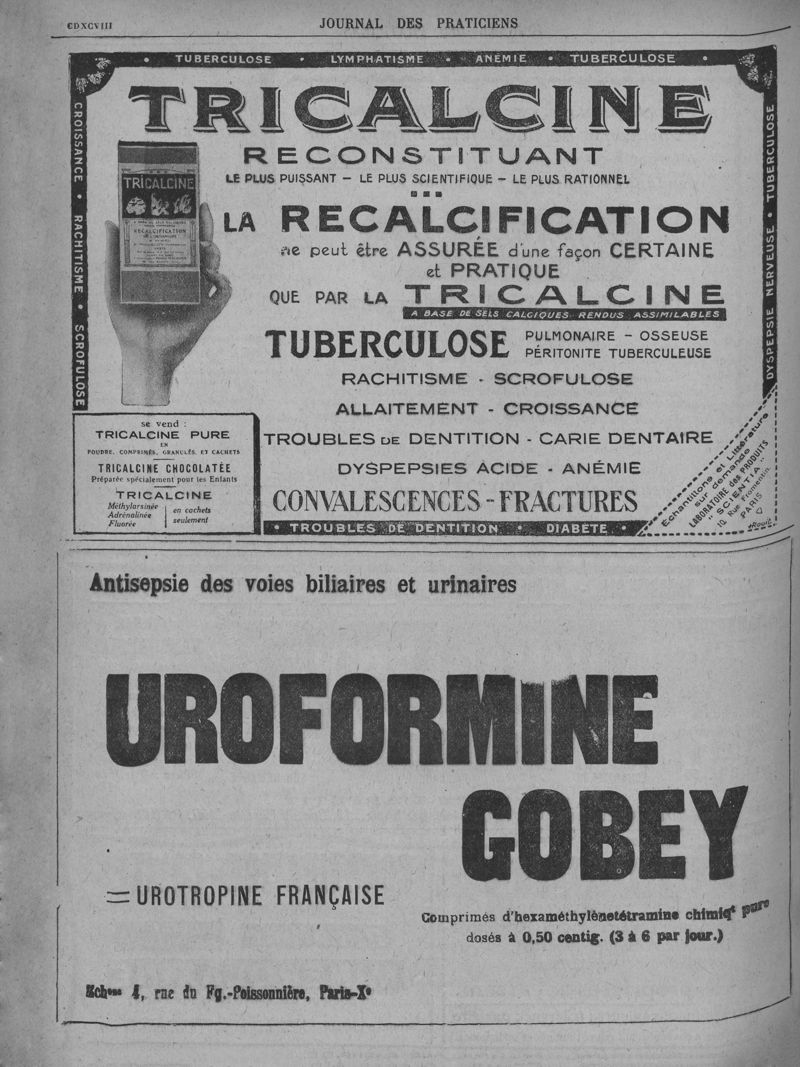 CDXCVIII
JOURNAL DES PRATICIENS
• TUBERCULOSE • LYMPHATISME • ANÉMIE • TUBERCULOSE •
CROISSANCE • RACHITISME • SCROFULOSE
DYSPEPSIE NERVEUSE • TUBERCULOSE
TRICALCINE
RECONSTITUANT
LE PLUS PUISSANT – LE PLUS SCIENTIFIQUE – LE PLUS RATIONNEL
TRICALCINE
RECALCIFICATION
LA RECALCIFICATION
ne peut être ASSURÉE d'une façon CERTAINE
et PRATIQUE
QUE PAR LA TRICALCINE
A BASE DE SELS CALCIQUES RENDUS ASSIMILABLES
TUBERCULOSE PULMONAIRE – OSSEUSE
PÉRITONITE TUBERCULEUSE
RACHITISME - SCROFULOSE
ALLAITEMENT - CROISSANCE
TROUBLES DE DENTITION - CARIE DENTAIRE
DYSPEPSIES ACIDE - ANÉMIE
CONVALESCENCES - FRACTURES
• TROUBLES DE DENTITION • DIABÈTE •
se vend :
TRICALCINE PURE
EN
POUDRE, COMPRIMÉS, GRANULÉS, ET CACHETS
TRICALCINE CHOCOLATÉE
Préparée spécialement pour les Enfants
TRICALCINE
Méthylarsinée
Adrénalinée
Fluorée
en cachets
seulement
Echantillons et Littérature
sur demande
LABORATOIRE des PRODUITS
"SCIENTIA"
10, Rue Fromentin
PARIS
Antisepsie des voies biliaires et urinaires
UROFORMINE
GOBEY
= UROTROPINE FRANÇAISE
Comprimés d'hexaméthylènetétramine chimiqt pure
dosés à 0,50 centig. (3 à 6 par jour.)
Echons 4, rue du Fg.-Poissonnière, Paris-Xe